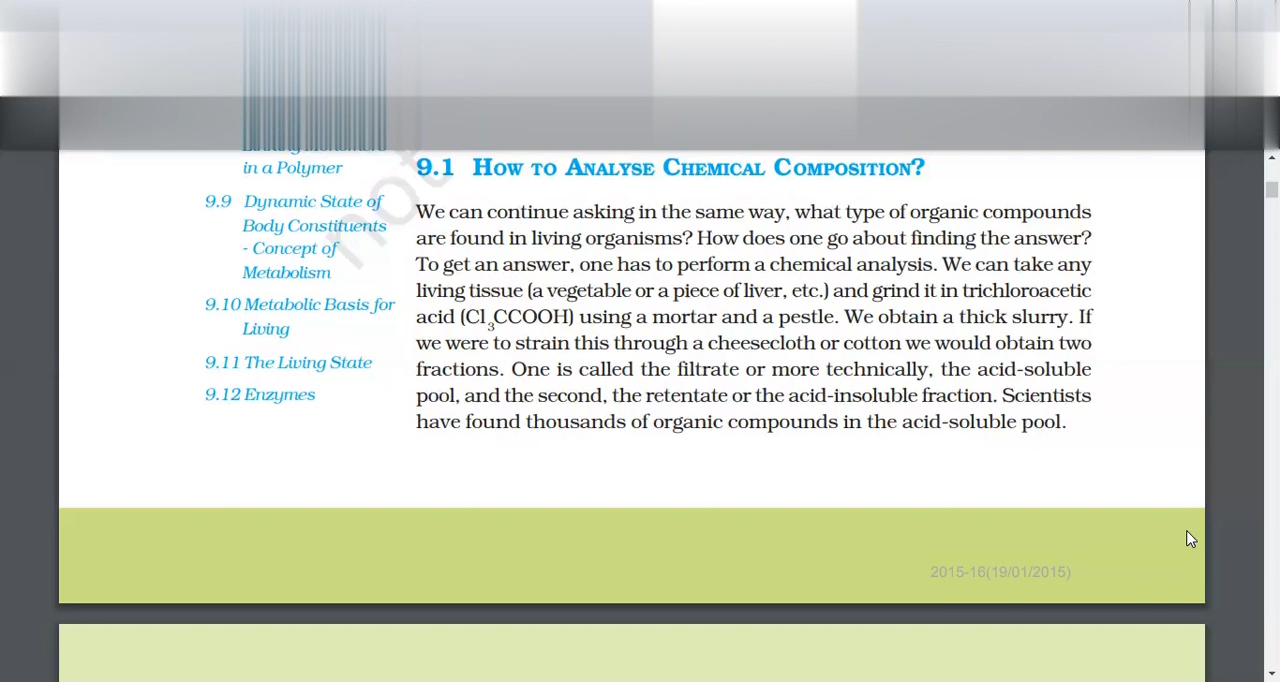 in a Polymer
9.9 Dynamic State of
Body Constituents
- Concept of
Metabolism
9.10 Metabolic Basis for
Living
9.11 The Living State
9.12 Enzymes
9.1 How to Analyse Chemical Composition?
We can continue asking in the same way, what type of organic compounds
are found in living organisms? How does one go about finding the answer?
To get an answer, one has to perform a chemical analysis. We can take any
living tissue (a vegetable or a piece of liver, etc.) and grind it in trichloroacetic
acid (Cl3CCOOH) using a mortar and a pestle. We obtain a thick slurry. If
we were to strain this through a cheesecloth or cotton we would obtain two
fractions. One is called the filtrate or more technically, the acid-soluble
pool, and the second, the retentate or the acid-insoluble fraction. Scientists
have found thousands of organic compounds in the acid-soluble pool.
not
2015-16(19/01/2015)